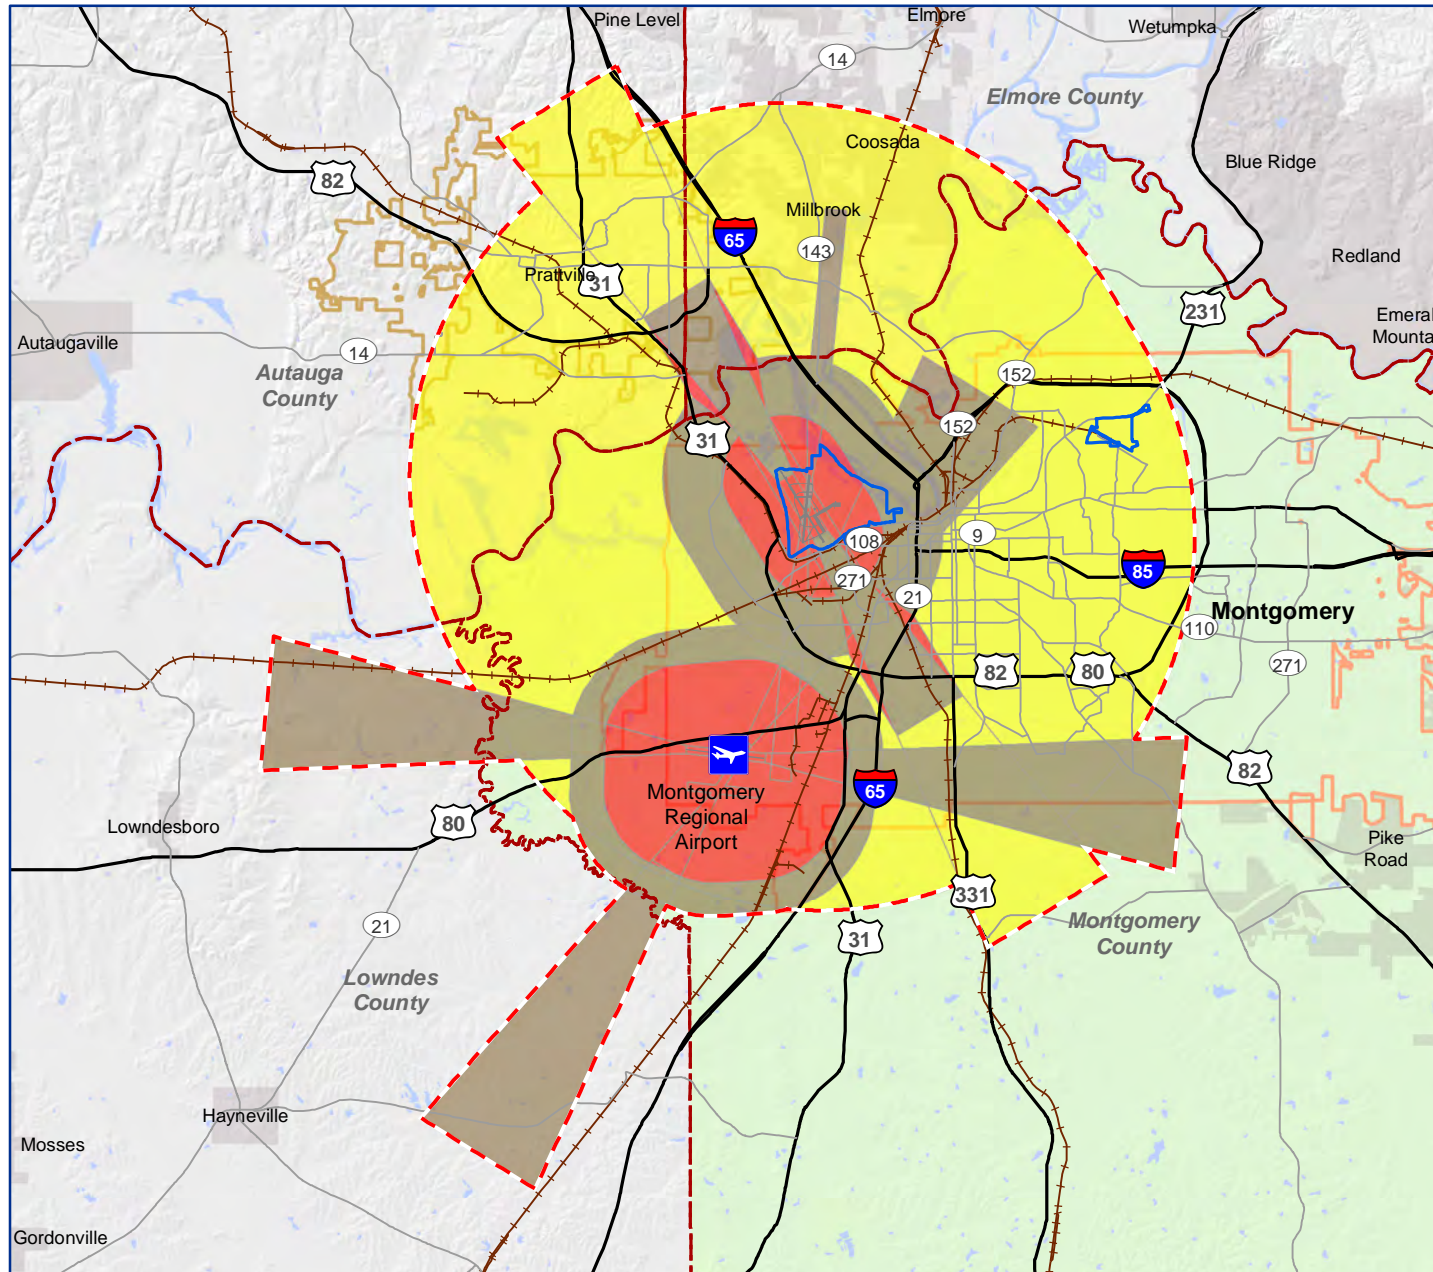 Pine Level
Elmore
Wetumpka
14
Elmore County
Coosada
Blue Ridge
82
Millbrook
65
143
Redland
Prattville
31
231
Emeral
Mounta
Autaugaville
14
Autauga
County
152
152
31
108
9
271
85
21
Montgomery
110
271
82
80
Montgomery
Regional
Airport
65
82
Lowndesboro
80
Pike
Road
331
21
31
Montgomery
County
Lowndes
County
Hayneville
Mosses
Gordonville